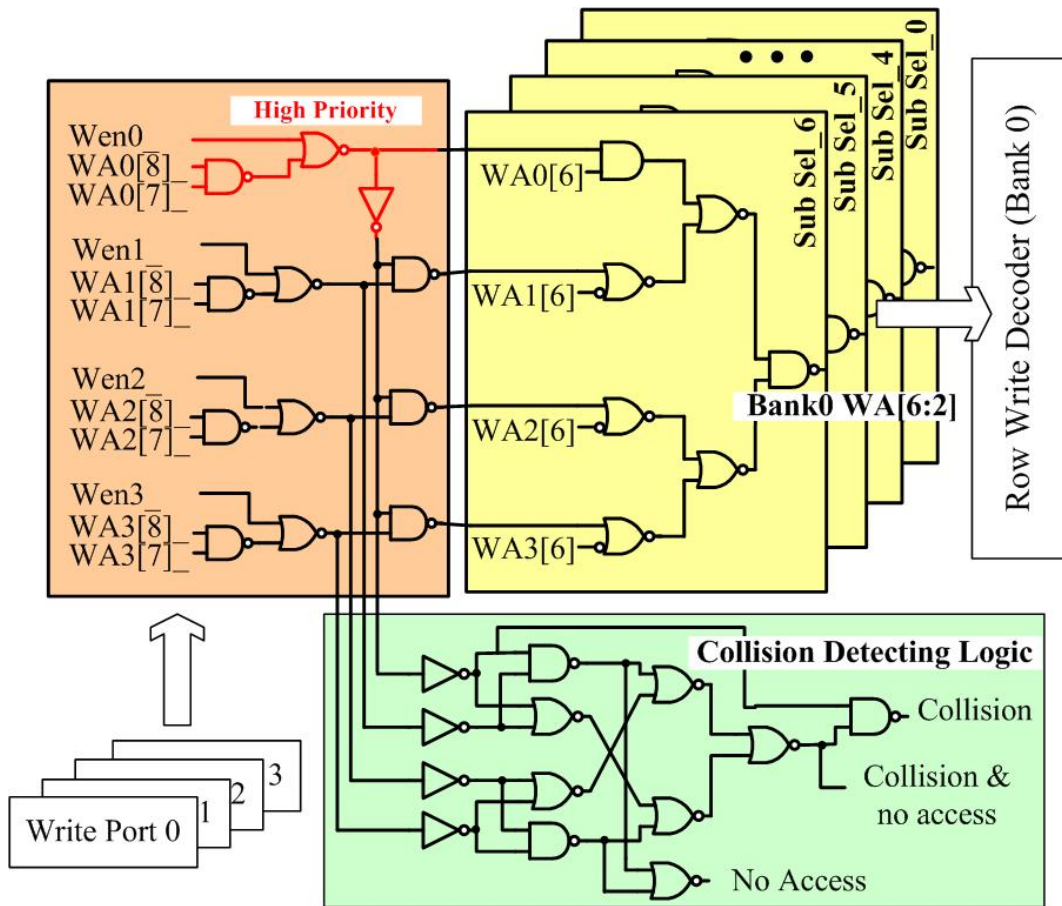 High Priority
Wen0
WA0[8]_
WA0[7]_
WA0[6]
Wen1
WA1[8]_
WA1[7]_
WA1[6]
Wen2
WA2[8]_
WA2[7]_
WA2[6]
Wen3
WA3[8]_
WA3[7]_
WA3[6]
Sub Sel_6
Sub Sel_5
Sub Sel_4
Sub Sel_0
Bank0 WA[6:2]
Row Write Decoder (Bank 0)
Collision Detecting Logic
Collision
Collision &
no access
No Access
Write Port 0
1
2
3